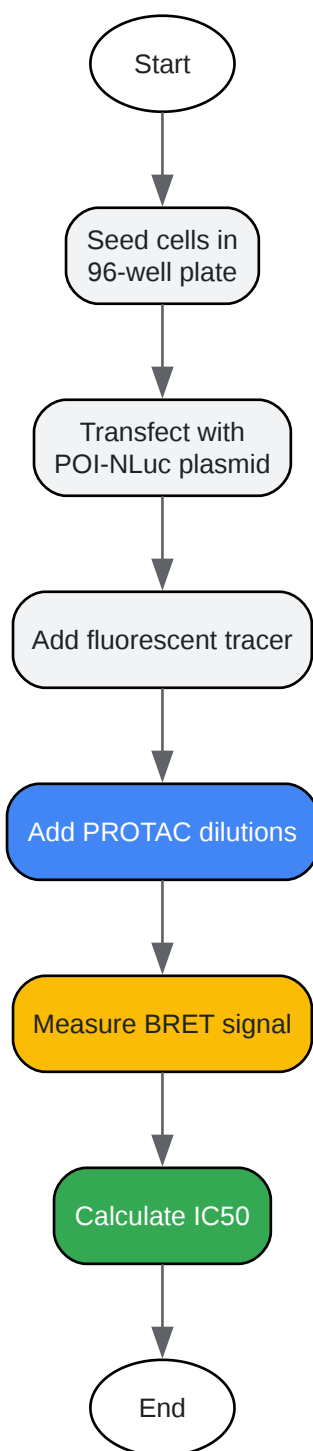 Start
Seed cells in
96-well plate
Transfect with
POI-NLuc plasmid
Add fluorescent tracer
Add PROTAC dilutions
Measure BRET signal
Calculate IC50
End